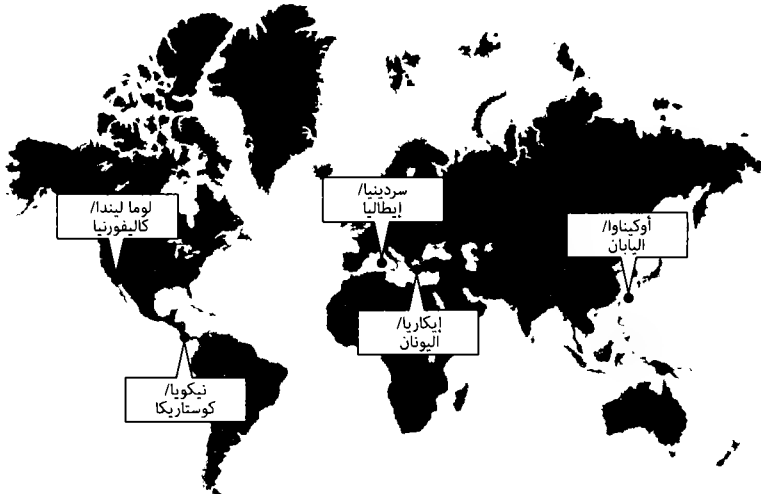 سردينيا/
إيطاليا
لوما ليندا/
كاليفورنيا
أوكيناوا/
اليابان
إيكاريا/
اليونان
نيكويا/
كوستاريكا